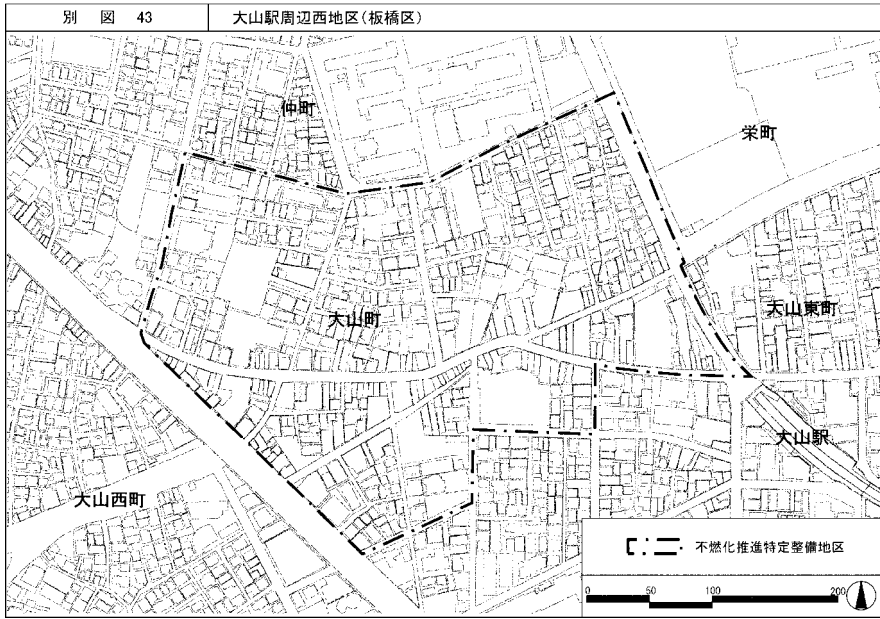 別 図 43
大山駅周辺西地区（板橋区）
仲町
栄町
大山町
大山東町
大山駅
大山西町
不燃化推進特定整備地区
0 50 100 200